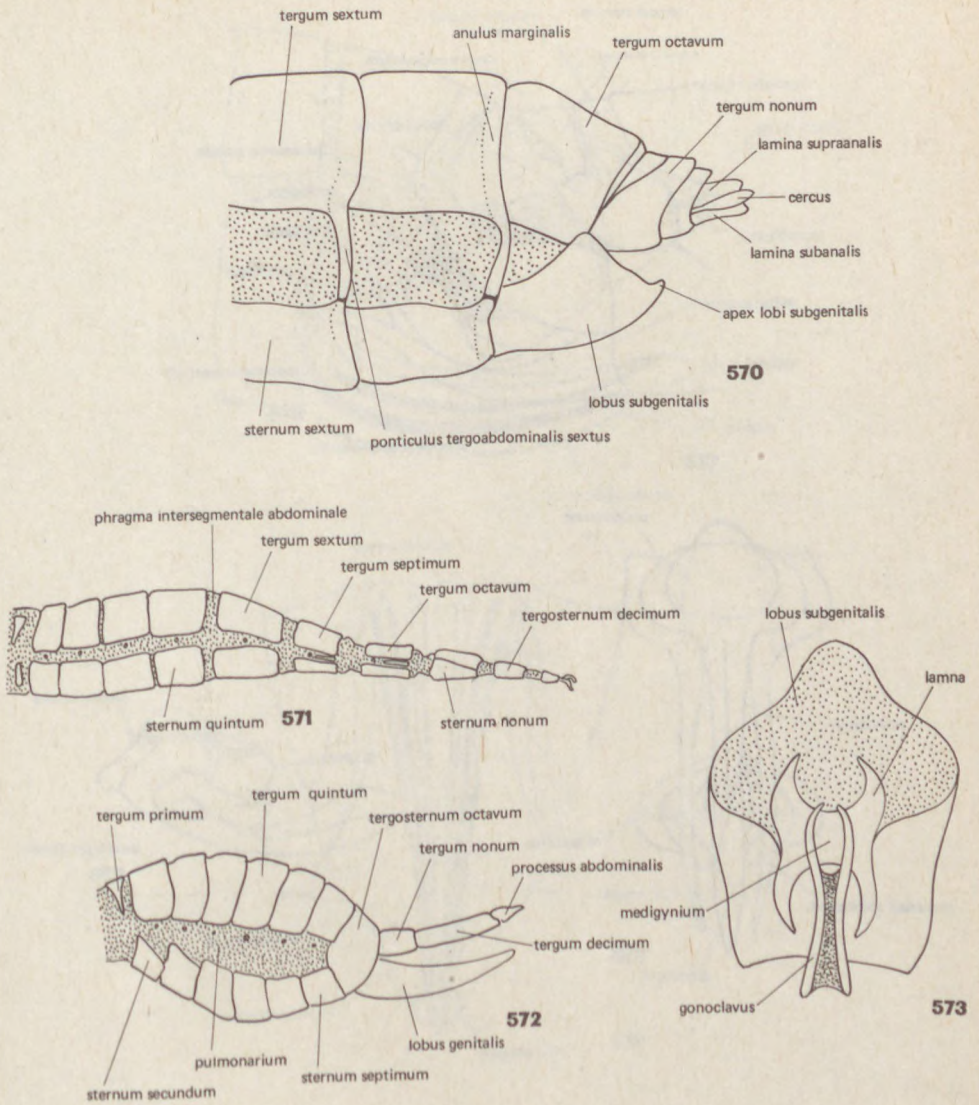 tergum sextum
anulus marginalis
tergum octavum
tergum nonum
lamina supraanalis
cercus
lamina subanalis
apex lobi subgenitalis
570
lobus subgenitalis
sternum sextum
ponticulus tergoabdominalis sextus
phragma intersegmentale abdominale
tergum sextum
tergum septimum
tergum octavum
tergosternum decimum
sternum quintum
571
sternum nonum
tergum primum
tergum quintum
tergosternum octavum
tergum nonum
processus abdominalis
tergum decimum
572
lobus genitalis
pulmonarium
sternum septimum
sternum secundum
lobus subgenitalis
lamna
medigynium
gonoclavus
573